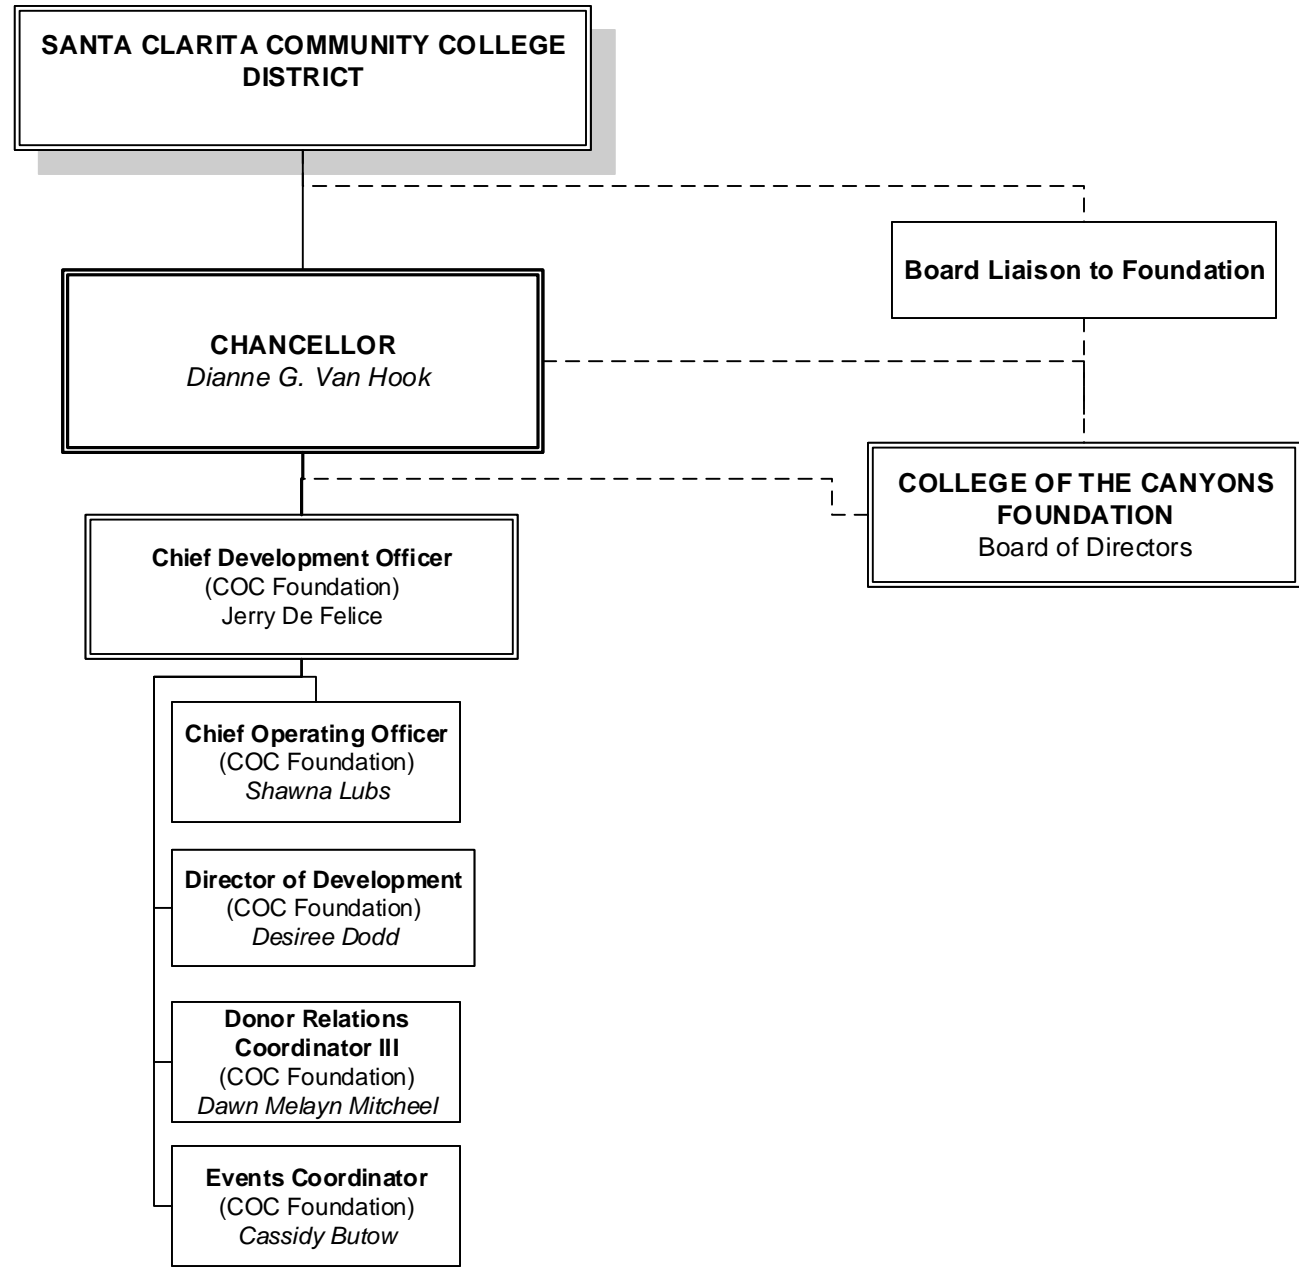 SANTA CLARITA COMMUNITY COLLEGE
DISTRICT
Board Liaison to Foundation
CHANCELLOR
Dianne G. Van Hook
COLLEGE OF THE CANYONS
FOUNDATION
Board of Directors
Chief Development Officer
(COC Foundation)
Jerry De Felice
Chief Operating Officer
(COC Foundation)
Shawna Lubs
Director of Development
(COC Foundation)
Desiree Dodd
Donor Relations
Coordinator III
(COC Foundation)
Dawn Melayn Mitcheel
Events Coordinator
(COC Foundation)
Cassidy Butow